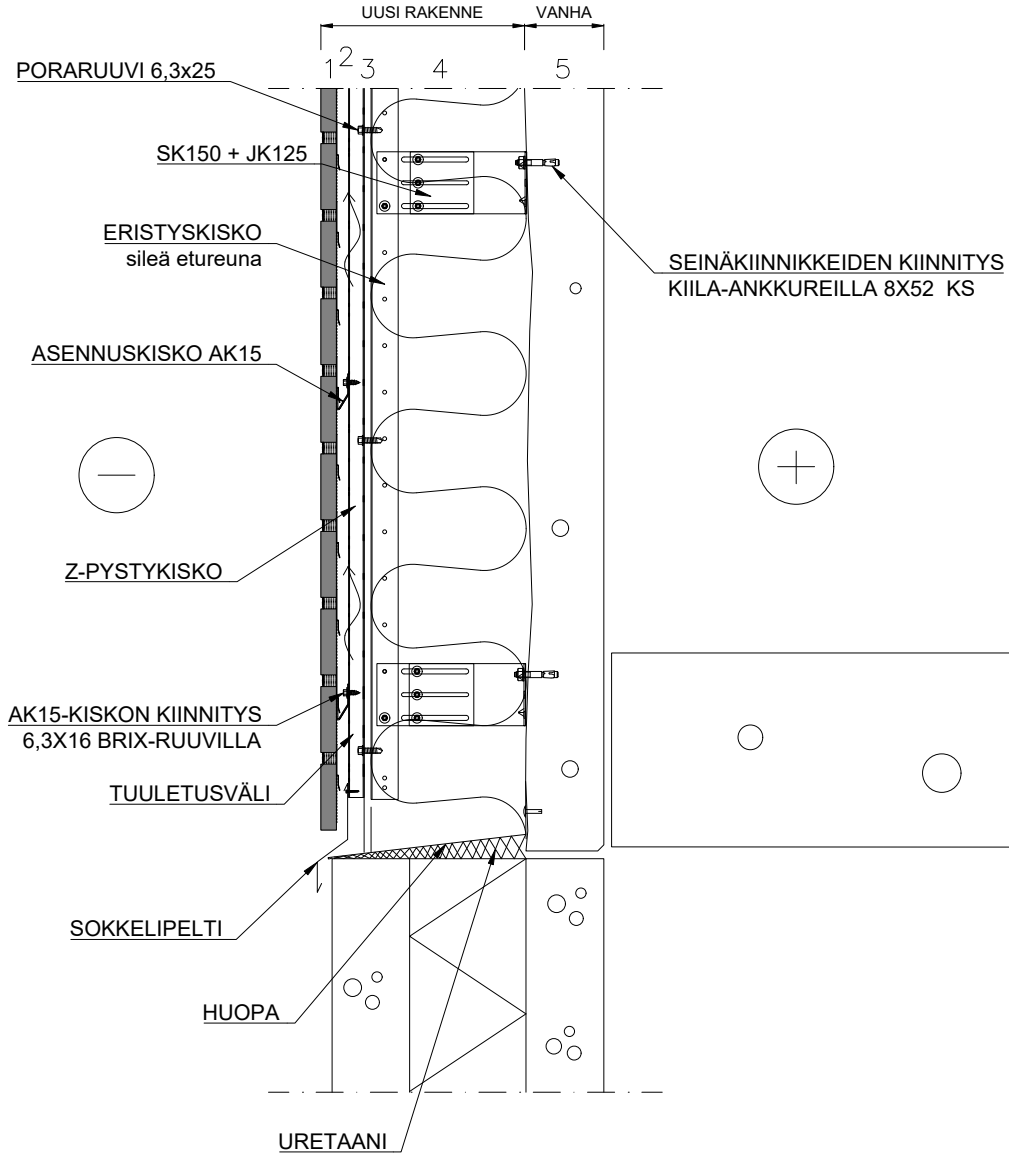 UUSI RAKENNE VANHA
1 2 3 4 5
PORARUUVI 6,3x25
SK150 + JK125
ERISTYSKISKO
sileä etureuna
SEINÄKIINNIKKEIDEN KIINNITYS
KIILA-ANKKUREILLA 8X52 KS
ASENNUSKISKO AK15
Z-PYSTYKISKO
AK15-KISKON KIINNITYS
6,3X16 BRIX-RUUVILLA
TUULETUSVÄLI
SOKKELIPELTI
HUOPA
URETAANI